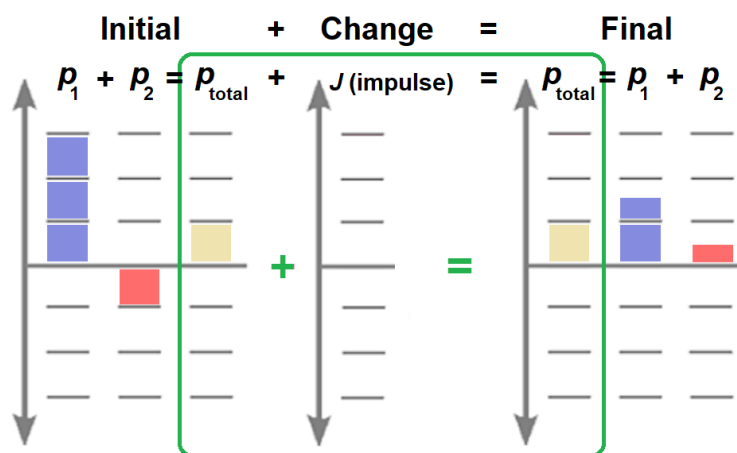 Initial + Change = Final
p1 + p2 = ptotal + J (impulse) = ptotal = p1 + p2
+ =